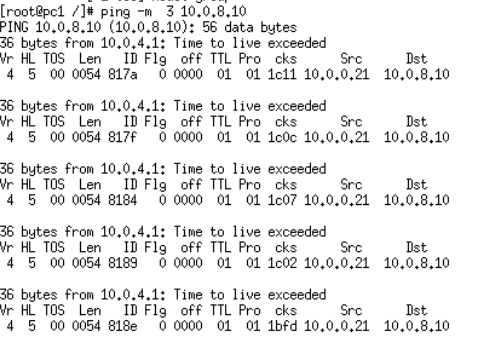 [root@pc1 /]# ping -m  3 10.0.8.10
PING 10.0.8.10 (10.0.8.10): 56 data bytes
36 bytes from 10.0.4.1: Time to live exceeded
Vr HL TOS  Len   ID Flg  off TTL Pro  cks      Src      Dst
 4  5  00 0054 817a   0 0000  01  01 1c11 10.0.0.21  10.0.8.10
36 bytes from 10.0.4.1: Time to live exceeded
Vr HL TOS  Len   ID Flg  off TTL Pro  cks      Src      Dst
 4  5  00 0054 817f   0 0000  01  01 1c0c 10.0.0.21  10.0.8.10
36 bytes from 10.0.4.1: Time to live exceeded
Vr HL TOS  Len   ID Flg  off TTL Pro  cks      Src      Dst
 4  5  00 0054 8184   0 0000  01  01 1c07 10.0.0.21  10.0.8.10
36 bytes from 10.0.4.1: Time to live exceeded
Vr HL TOS  Len   ID Flg  off TTL Pro  cks      Src      Dst
 4  5  00 0054 8189   0 0000  01  01 1c02 10.0.0.21  10.0.8.10
36 bytes from 10.0.4.1: Time to live exceeded
Vr HL TOS  Len   ID Flg  off TTL Pro  cks      Src      Dst
 4  5  00 0054 818e   0 0000  01  01 1bfd 10.0.0.21  10.0.8.10